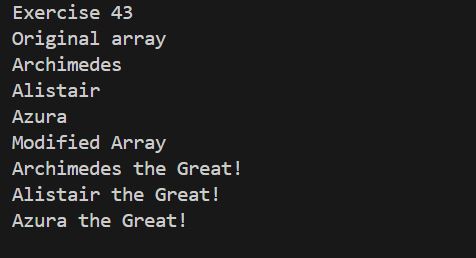 Exercise 43
Original array
Archimedes
Alistair
Azura
Modified Array
Archimedes the Great!
Alistair the Great!
Azura the Great!